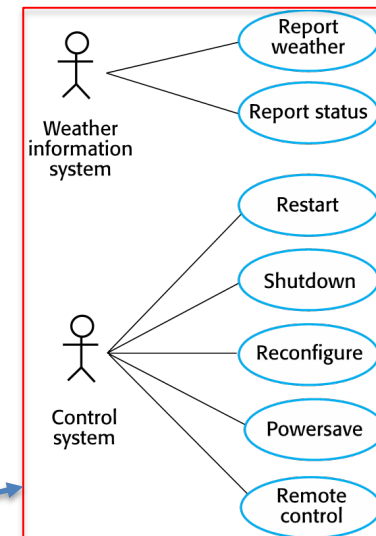 Report
weather
Report status
Weather
information
system
Restart
Shutdown
Reconfigure
Control
system
Powersave
Remote
control